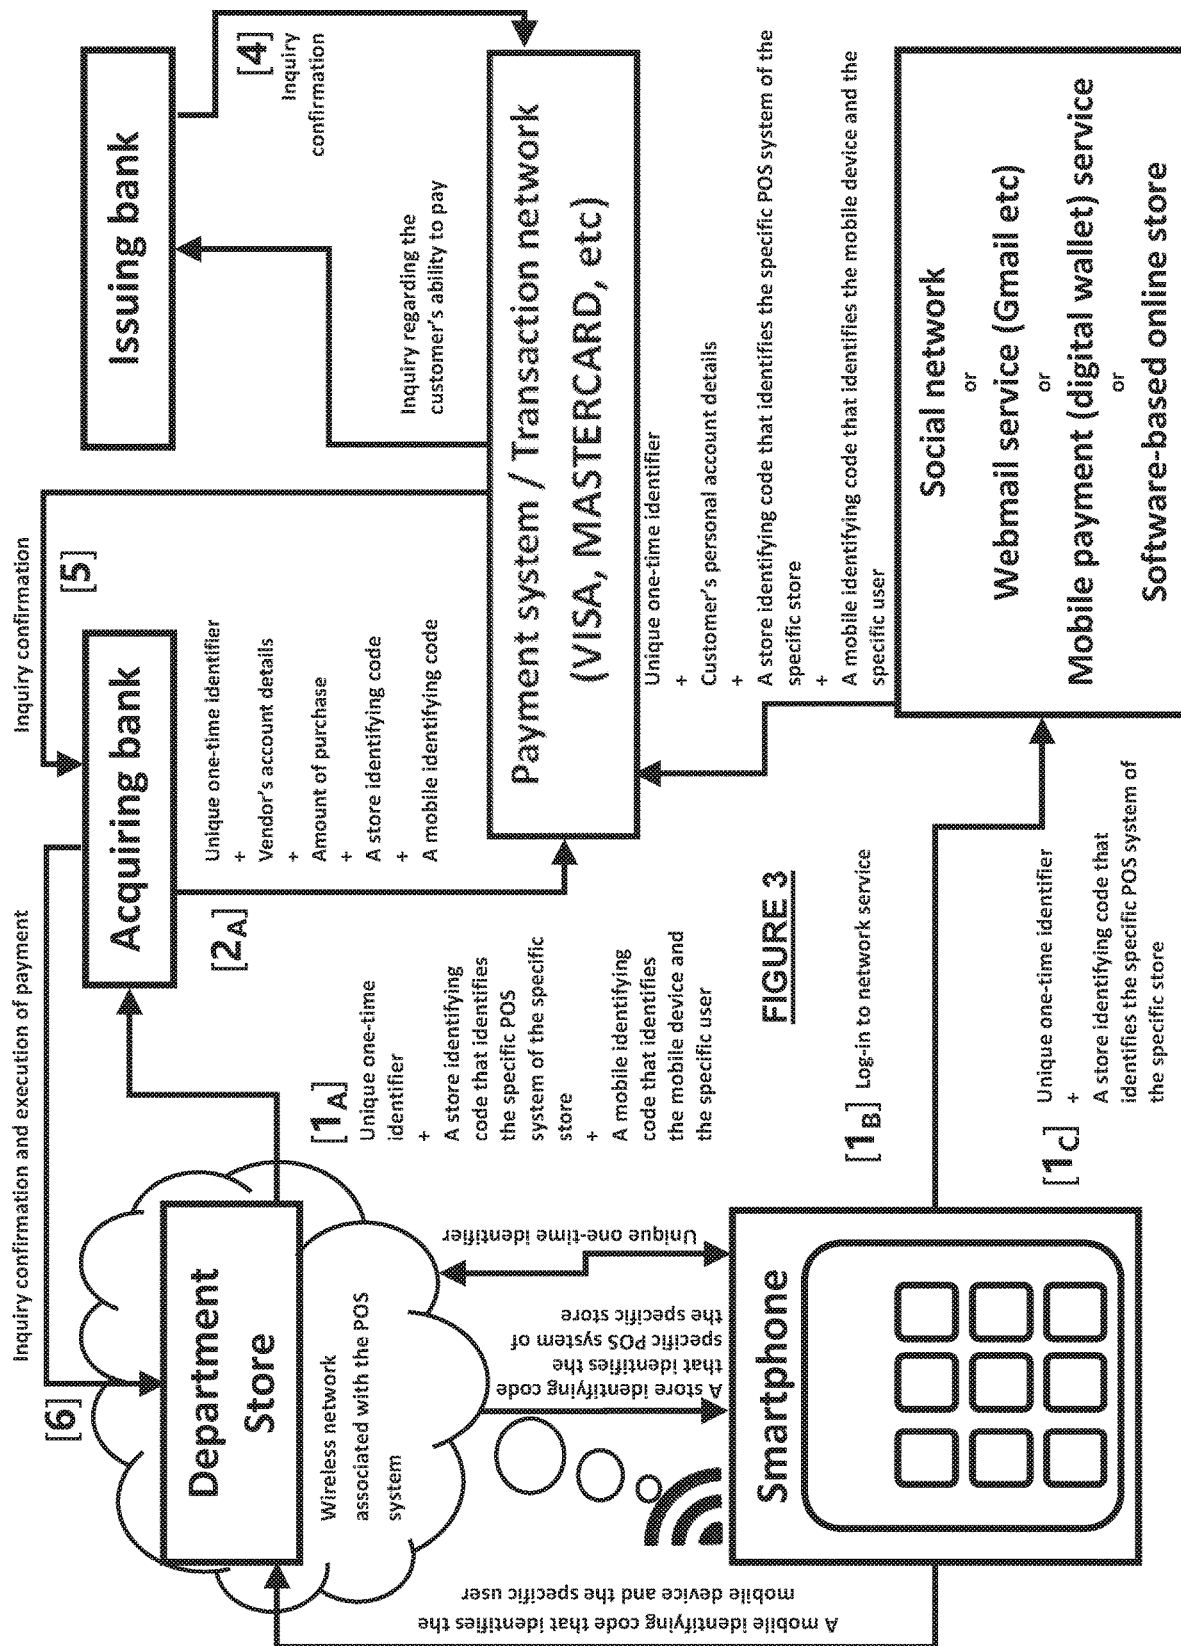 Inquiry confirmation and execution of payment
Inquiry confirmation
[6]
[5]
Department
Store
Wireless network
associated with the POS
system
Acquiring bank
Issuing bank
[4]
Inquiry
confirmation
[2A]
Unique one-time identifier
+
Vendor's account details
+
Amount of purchase
+
A store identifying code
+
A mobile identifying code
Inquiry regarding the
customer's ability to pay
[1A]
Unique one-time
identifier
+
A store identifying
code that identifies
the specific POS
system of the specific
store
+
A mobile identifying
code that identifies
the mobile device and
the specific user
Payment system / Transaction network
(VISA, MASTERCARD, etc)
A mobile identifying code that identifies the
mobile device and the specific user
A store identifying code
that identifies the
specific POS system of
the specific store
Unique one-time identifier
Unique one-time identifier
+
Customer's personal account details
+
A store identifying code that identifies the specific POS system of the
specific store
+
A mobile identifying code that identifies the mobile device and the
specific user
FIGURE 3
Smartphone
[1B] Log-in to network service
[1C]
Unique one-time identifier
+
A store identifying code that
identifies the specific POS system of
the specific store
Social network
or
Webmail service (Gmail etc)
or
Mobile payment (digital wallet) service
or
Software-based online store